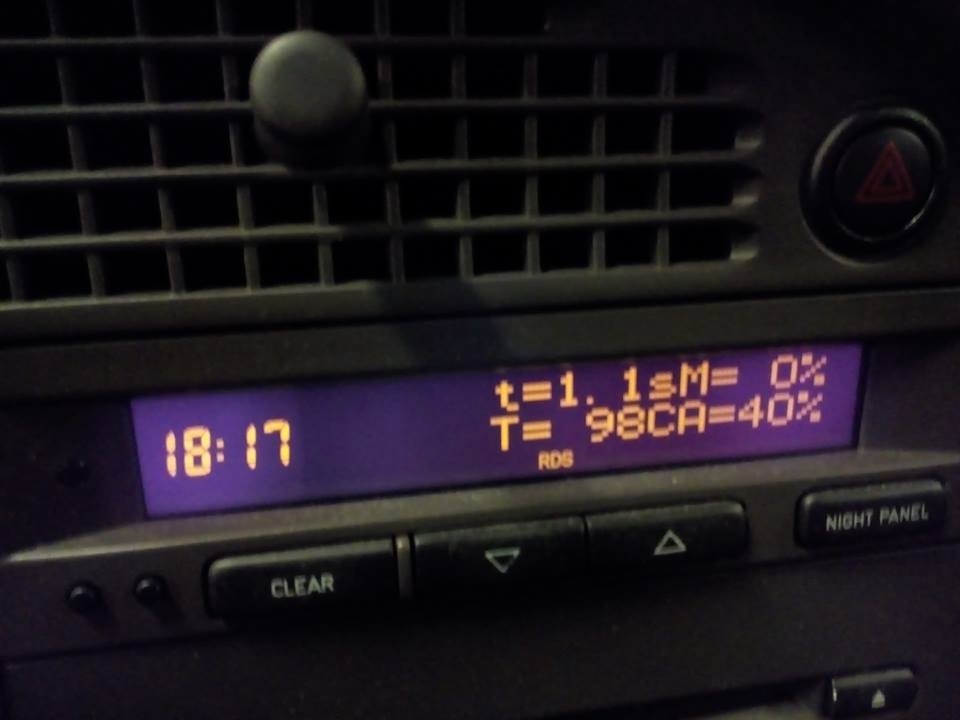 t=1. 1sM= 0%
18:17 T= 98CA=40%
RDS
CLEAR
NIGHT PANEL